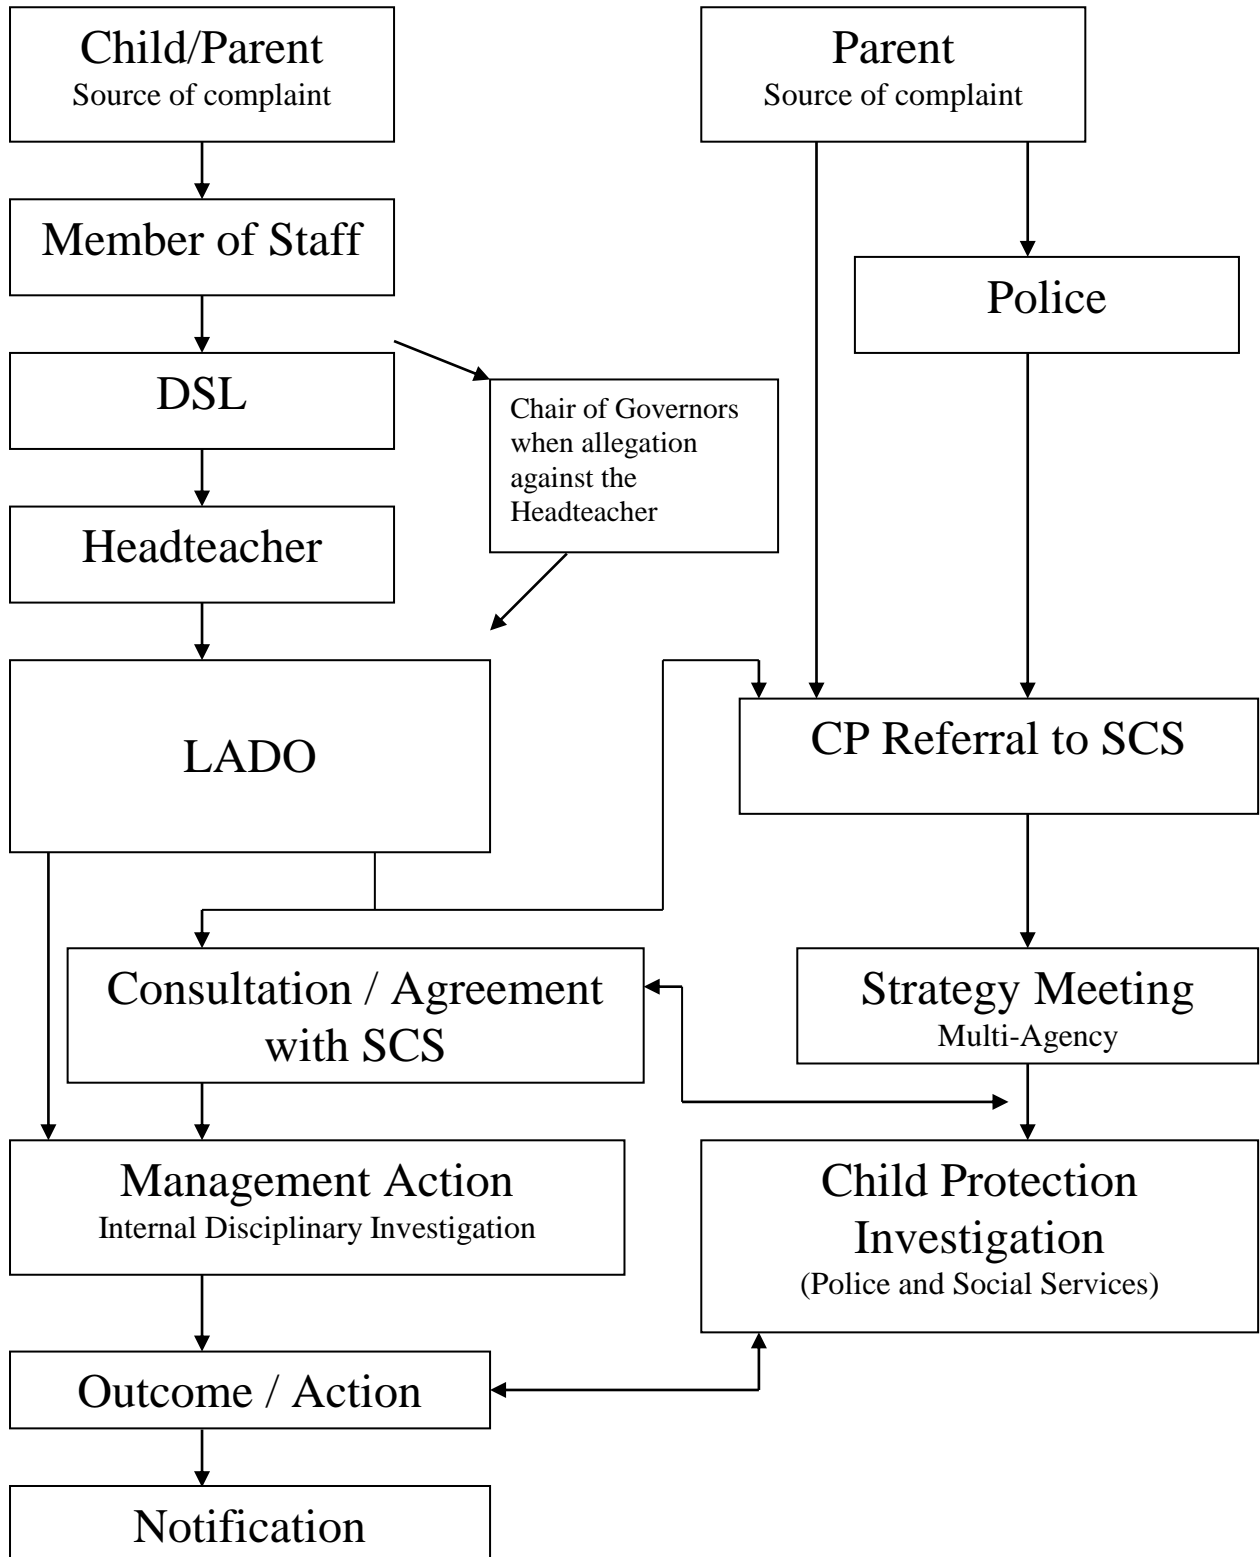 Child/Parent
Source of complaint
Parent
Source of complaint
Member of Staff
Police
DSL
Chair of Governors
when allegation
against the
Headteacher
Headteacher
LADO
CP Referral to SCS
Consultation / Agreement
with SCS
Strategy Meeting
Multi-Agency
Management Action
Internal Disciplinary Investigation
Child Protection
Investigation
(Police and Social Services)
Outcome / Action
Notification